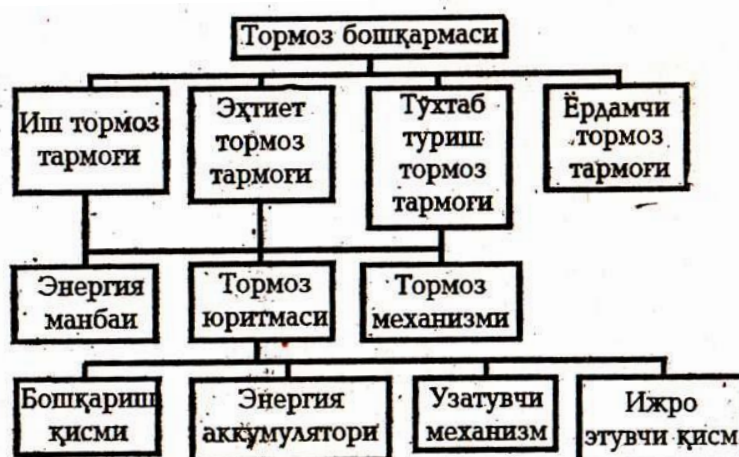 Тормоз бошқармаси
Иш тормоз
тармоғи
Эҳтиет
тормоз
тармоғи
Тўхтаб
туриш
тормоз
тармоғи
Ёрдамчи
тормоз
тармоғи
Энергия
манбаи
Тормоз
юритмаси
Тормоз
механизми
Бошқариш
қисми
Энергия
аккумулятори
Узатувчи
механизм
Ижро
этувчи қисм